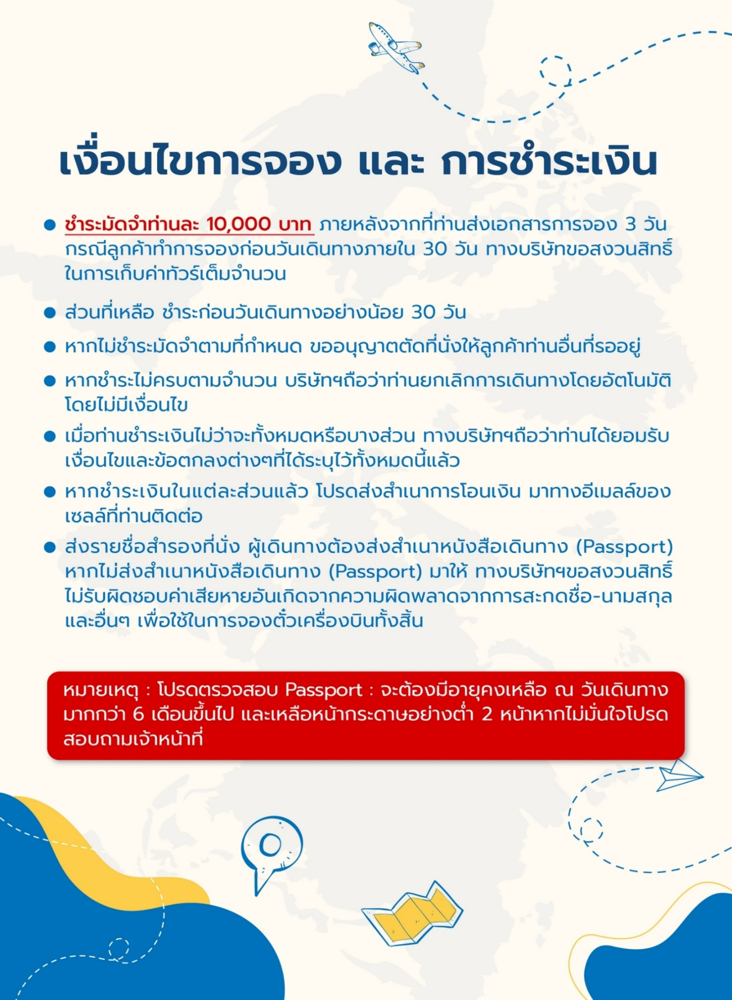 เงื่อนไขการจอง และ การชำระเงิน
● ชำระมัดจำท่านละ 10,000 บาท ภายหลังจากที่ท่านส่งเอกสารการจอง 3 วัน
กรณีลูกค้าทำการจองก่อนวันเดินทางภายใน 30 วัน ทางบริษัทขอสงวนสิทธิ์
ในการเก็บค่าทัวร์เต็มจำนวน
● ส่วนที่เหลือ ชำระก่อนวันเดินทางอย่างน้อย 30 วัน
● หากไม่ชำระมัดจำตามที่กำหนด ขออนุญาตตัดที่นั่งให้ลูกค้าท่านอื่นที่รออยู่
● หากชำระไม่ครบตามจำนวน บริษัทฯถือว่าท่านยกเลิกการเดินทางโดยอัตโนมัติ
โดยไม่มีเงื่อนไข
● เมื่อท่านชำระเงินไม่ว่าจะทั้งหมดหรือบางส่วน ทางบริษัทฯถือว่าท่านได้ยอมรับ
เงื่อนไขและข้อตกลงต่างๆที่ได้ระบุไว้ทั้งหมดนี้แล้ว
● หากชำระเงินในแต่ละส่วนแล้ว โปรดส่งสำเนาการโอนเงิน มาทางอีเมลล์ของ
เซลล์ที่ท่านติดต่อ
● ส่งรายชื่อสำรองที่นั่ง ผู้เดินทางต้องส่งสำเนาหนังสือเดินทาง (Passport)
หากไม่ส่งสำเนาหนังสือเดินทาง (Passport) มาให้ ทางบริษัทฯขอสงวนสิทธิ์
ไม่รับผิดชอบค่าเสียหายอันเกิดจากความผิดพลาดจากการสะกดชื่อ-นามสกุล
และอื่นๆ เพื่อใช้ในการจองตั๋วเครื่องบินทั้งสิ้น
หมายเหตุ : โปรดตรวจสอบ Passport : จะต้องมีอายุคงเหลือ ณ วันเดินทาง
มากกว่า 6 เดือนขึ้นไป และเหลือหน้ากระดาษอย่างต่ำ 2 หน้าหากไม่มั่นใจโปรด
สอบถามเจ้าหน้าที่